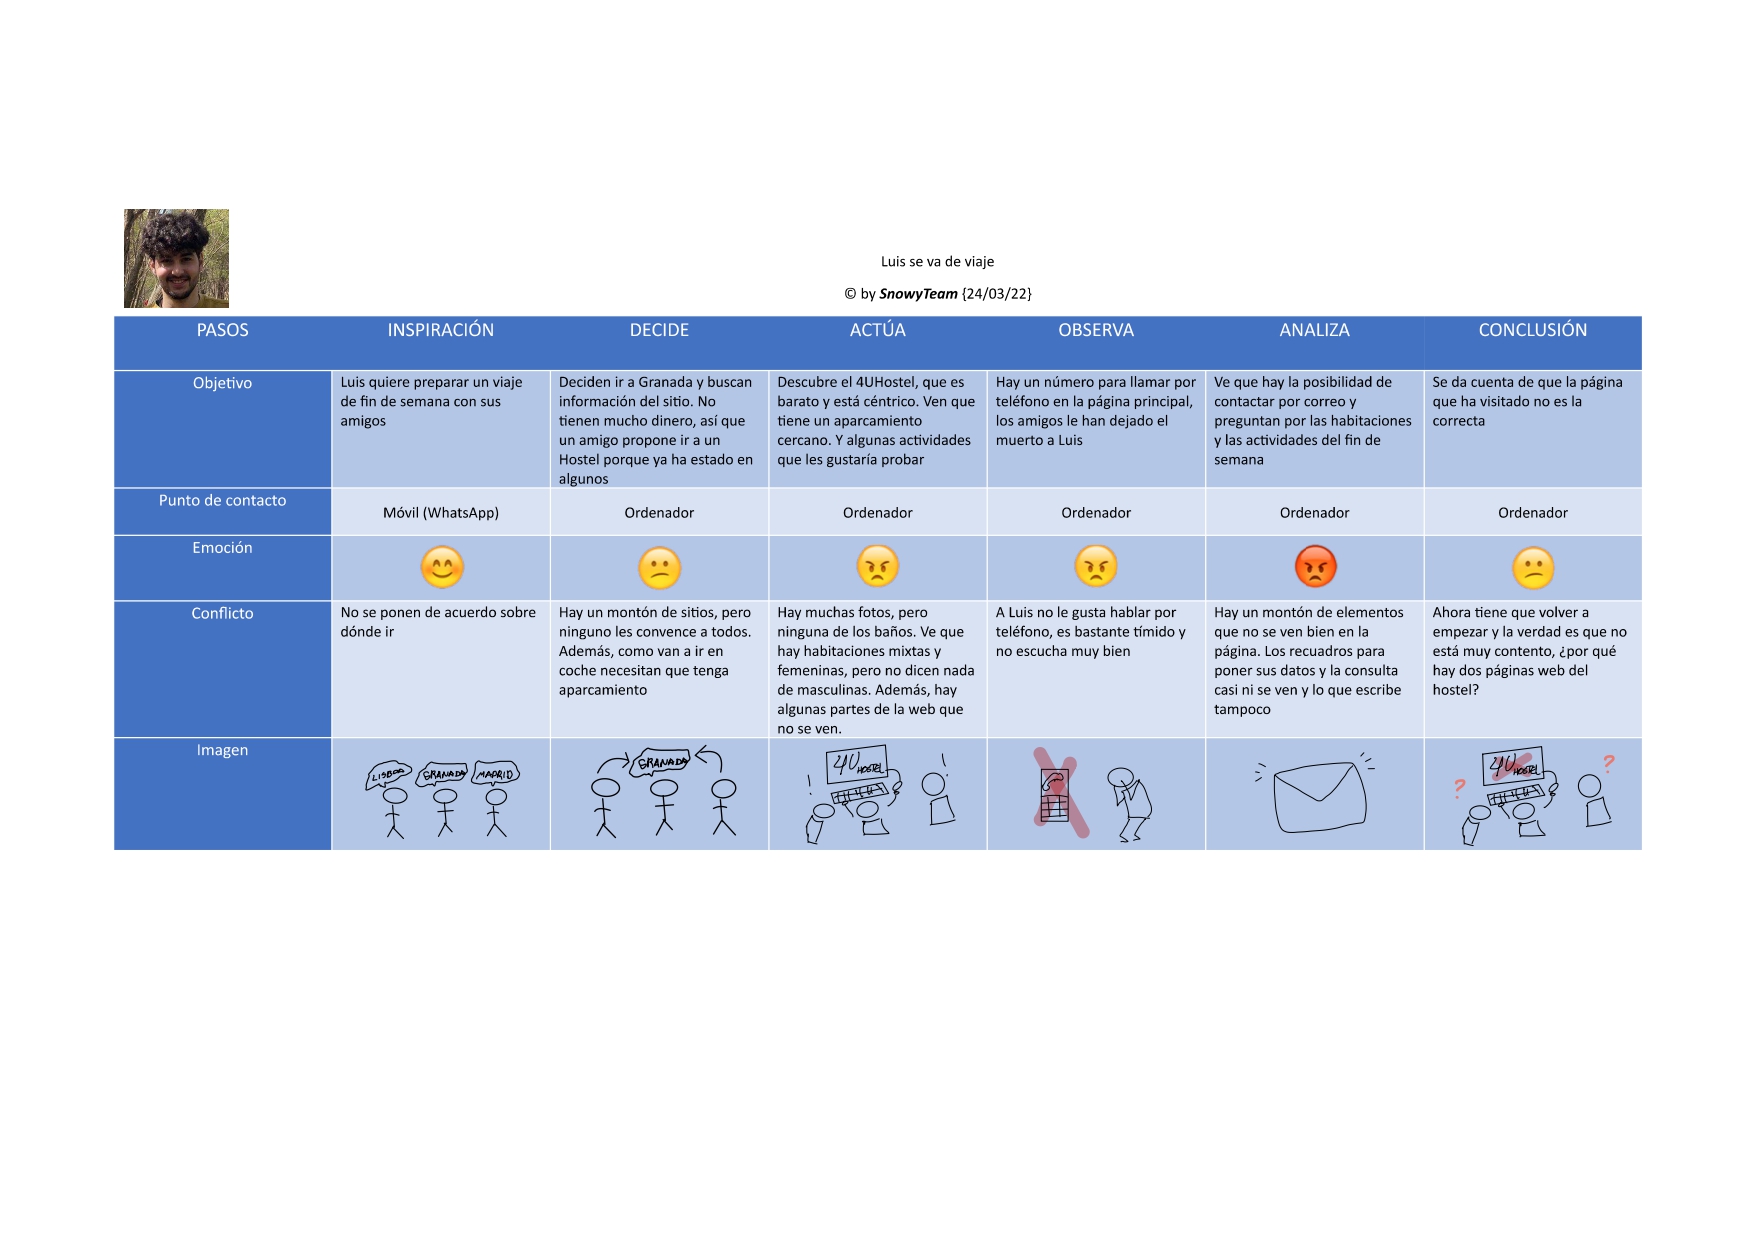 Luis se va de viaje
© by SnowyTeam {24/03/22}
PASOS
INSPIRACIÓN
DECIDE
ACTÚA
OBSERVA
ANALIZA
CONCLUSIÓN
Objetivo
Luis quiere preparar un viaje
de fin de semana con sus
amigos
Deciden ir a Granada y buscan
información del sitio. No
tienen mucho dinero, así que
un amigo propone ir a un
Hostel porque ya ha estado en
algunos
Descubre el 4UHostel, que es
barato y está céntrico. Ven que
tiene un aparcamiento
cercano. Y algunas actividades
que les gustaría probar
Hay un número para llamar por
teléfono en la página principal,
los amigos le han dejado el
muerto a Luis
Ve que hay la posibilidad de
contactar por correo y
preguntan por las habitaciones
y las actividades del fin de
semana
Se da cuenta de que la página
que ha visitado no es la
correcta
Punto de contacto
Móvil (WhatsApp)
Ordenador
Ordenador
Ordenador
Ordenador
Ordenador
Emoción
Conflicto
No se ponen de acuerdo sobre
dónde ir
Hay un montón de sitios, pero
ninguno les convence a todos.
Además, como van a ir en
coche necesitan que tenga
aparcamiento
Hay muchas fotos, pero
ninguna de los baños. Ve que
hay habitaciones mixtas y
femeninas, pero no dicen nada
de masculinas. Además, hay
algunas partes de la web que
no se ven.
A Luis no le gusta hablar por
teléfono, es bastante tímido y
no escucha muy bien
Hay un montón de elementos
que no se ven bien en la
página. Los recuadros para
poner sus datos y la consulta
casi ni se ven y lo que escribe
tampoco
Ahora tiene que volver a
empezar y la verdad es que no
está muy contento, ¿por qué
hay dos páginas web del
hostel?
Imagen
LISBOA
GRANADA
MADRID
GRANADA
4U HOSTEL
! !
4U HOSTEL
? ?